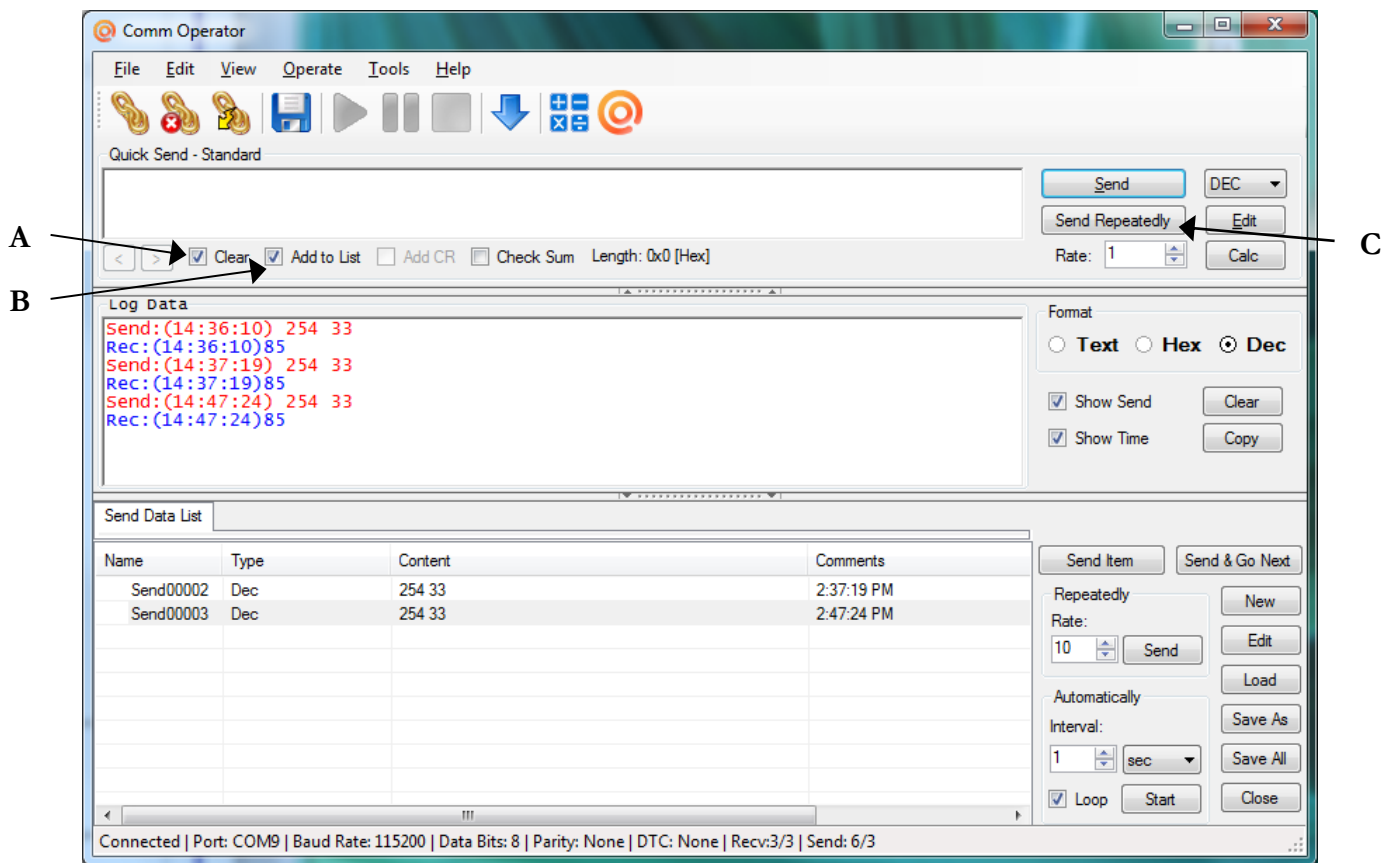 Comm Operator
File Edit View Operate Tools Help
Quick Send - Standard
Send DEC
Send Repeatedly Edit
A
C
< > Clear Add to List Add CR Check Sum Length: 0x0 [Hex]
Rate: 1 Calc
B
Log Data
Send:(14:36:10) 254 33
Rec:(14:36:10)85
Send:(14:37:19) 254 33
Rec:(14:37:19)85
Send:(14:47:24) 254 33
Rec:(14:47:24)85
Format
Text Hex Dec
Show Send Clear
Show Time Copy
Send Data List
Name Type Content Comments
Send00002 Dec 254 33 2:37:19 PM
Send00003 Dec 254 33 2:47:24 PM
Send Item Send & Go Next
Repeatedly
New
Rate:
10 Send
Edit
Load
Automatically
Save As
Interval:
1 sec
Save All
Loop Start
Close
Connected | Port: COM9 | Baud Rate: 115200 | Data Bits: 8 | Parity: None | DTC: None | Recv:3/3 | Send: 6/3